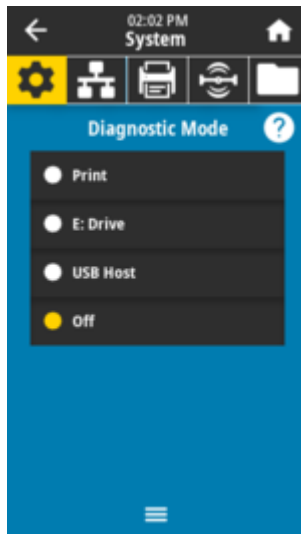 02:02 PM
System
Diagnostic Mode ?
Print
E: Drive
USB Host
Off